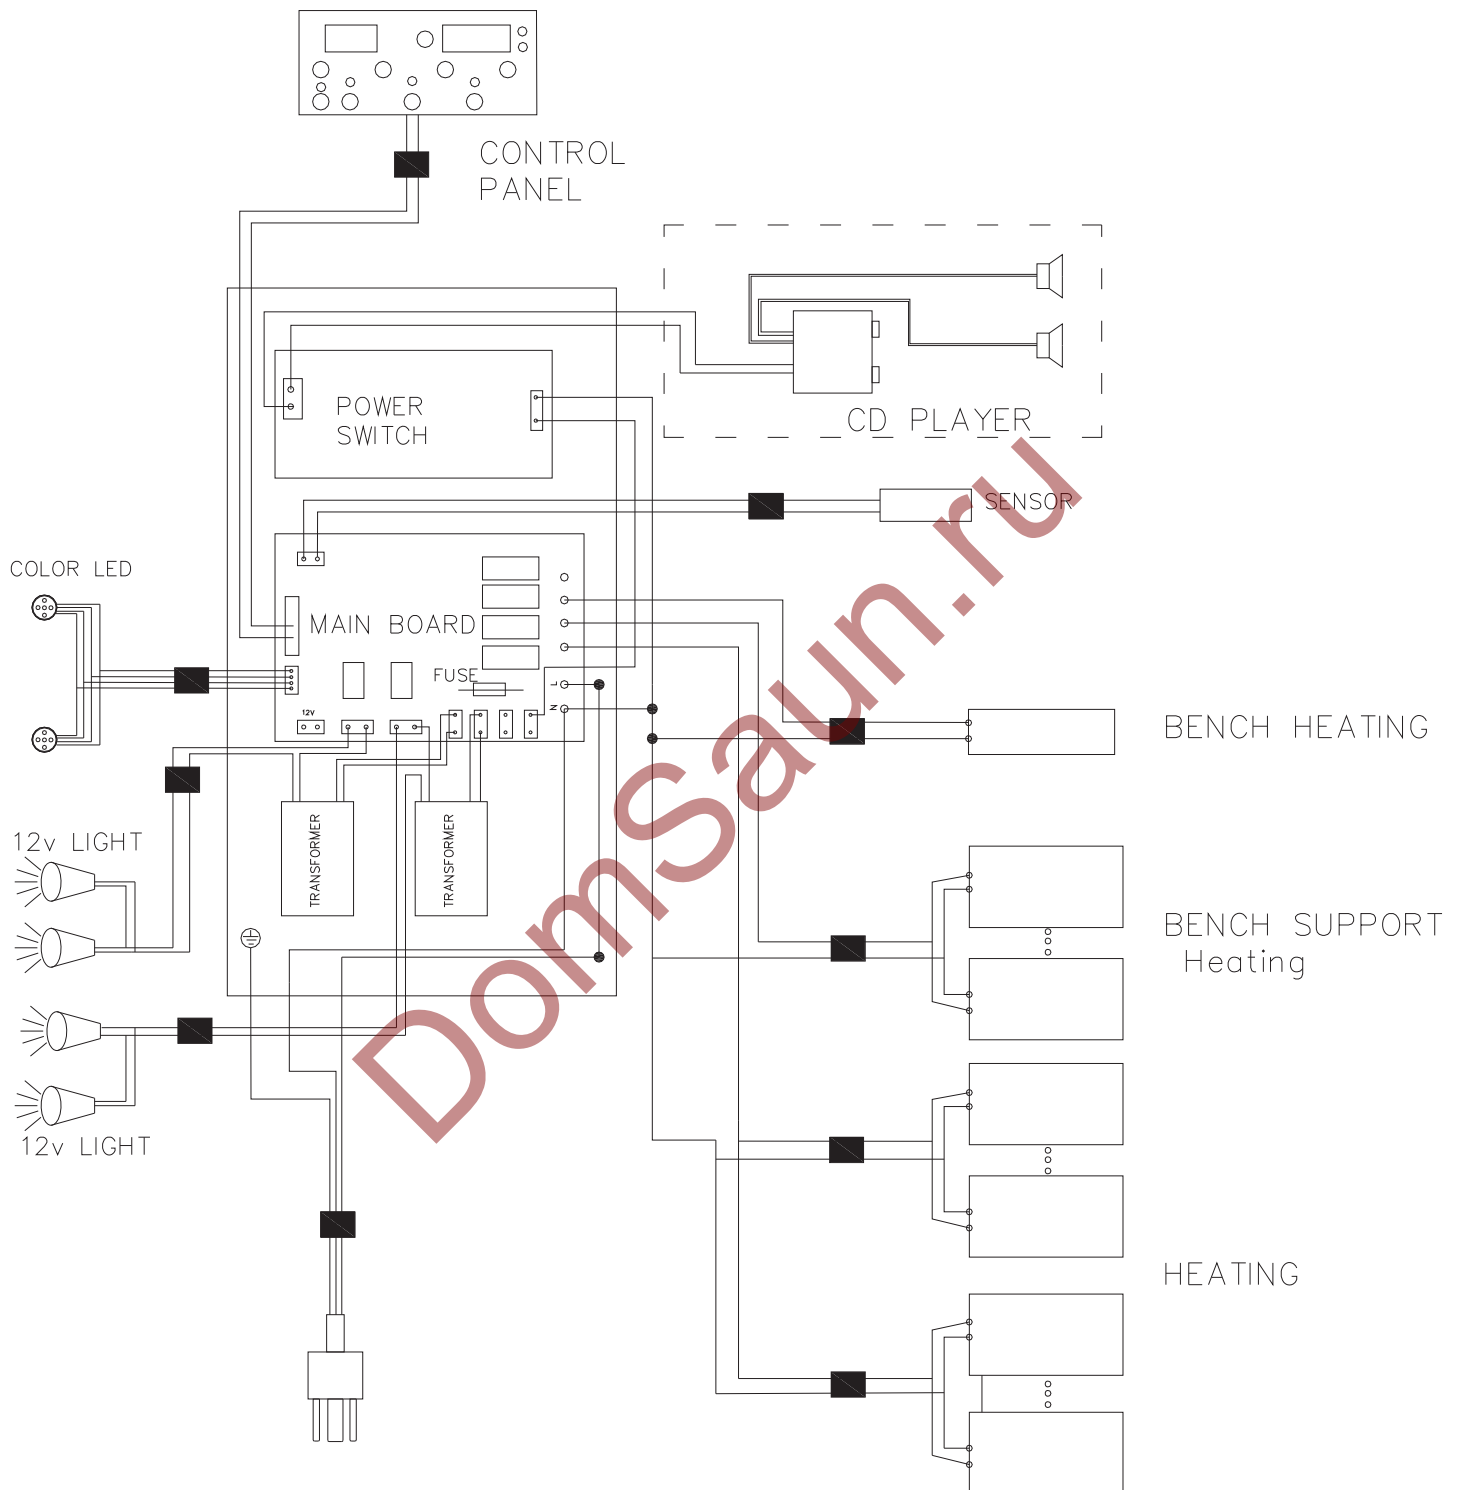 CONTROL
PANEL
CD PLAYER
POWER
SWITCH
SENSOR
COLOR LED
MAIN BOARD
FUSE
L
N
12V
BENCH HEATING
TRANSFORMER
TRANSFORMER
12v LIGHT
BENCH SUPPORT
Heating
12v LIGHT
HEATING
DomSaun.ru